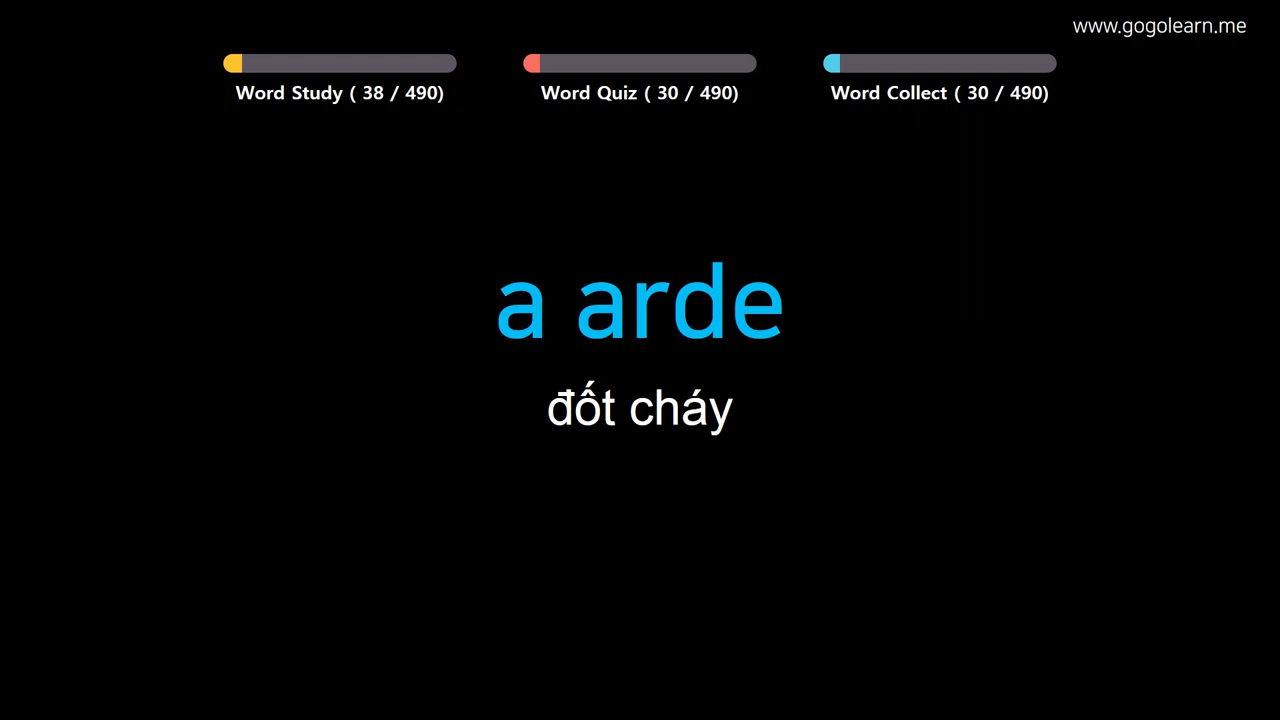 www.gogolearn.me
Word Study ( 38 / 490)
Word Quiz ( 30 / 490)
Word Collect ( 30 / 490)
a arde
đốt cháy